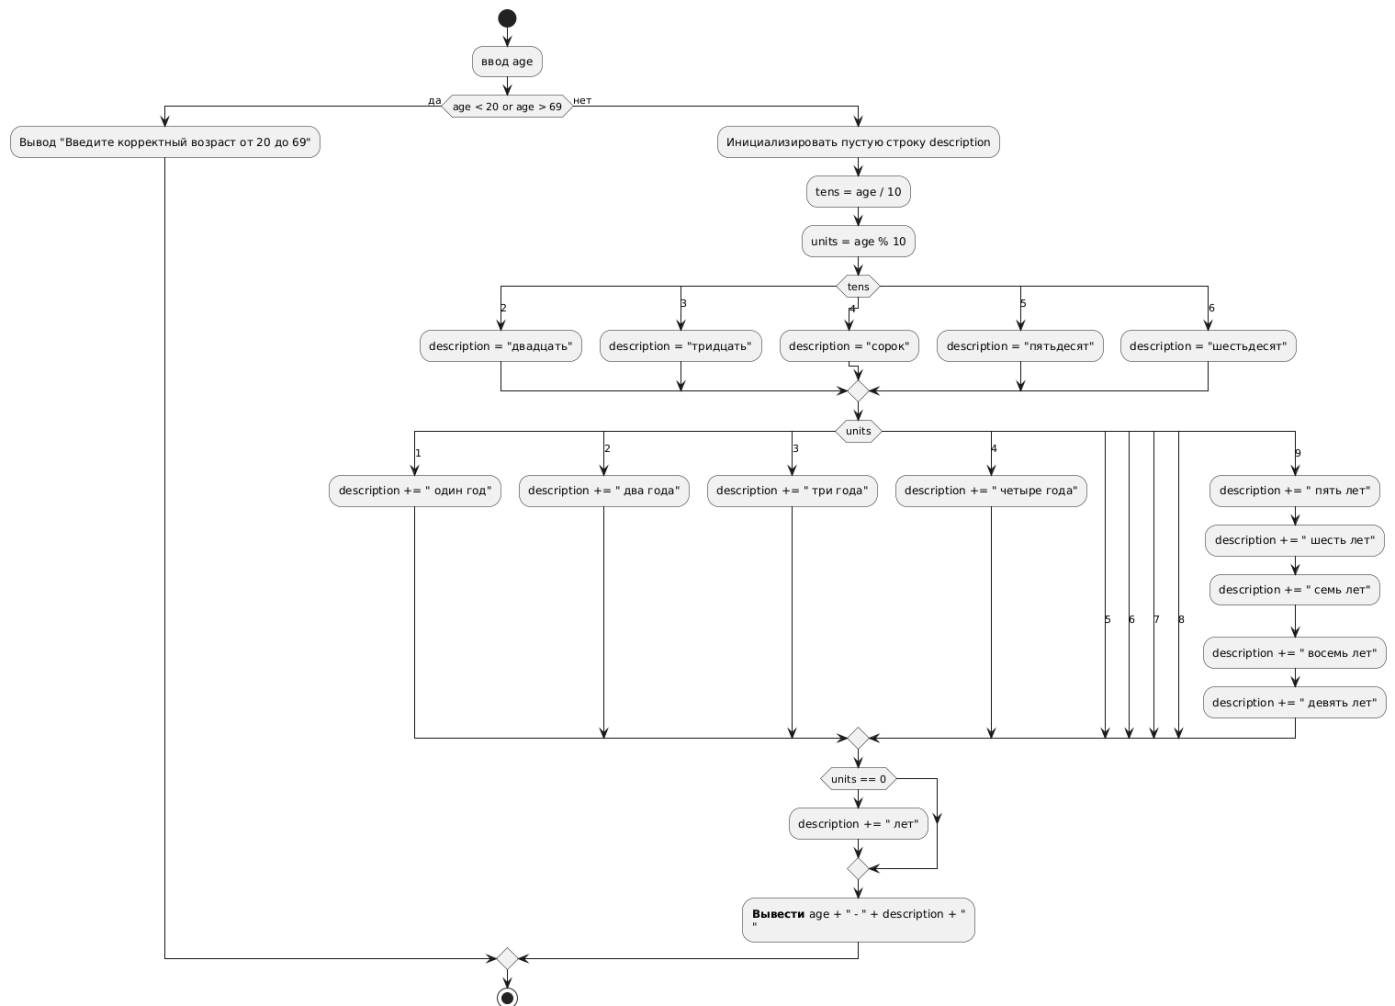 ввод age
да
age < 20 or age > 69
нет
Вывод "Введите корректный возраст от 20 до 69"
Инициализировать пустую строку description
tens = age / 10
units = age % 10
tens
2
3
4
5
6
description = "двадцать"
description = "тридцать"
description = "сорок"
description = "пятьдесят"
description = "шестьдесят"
units
1
2
3
4
9
description += " один год"
description += " два года"
description += " три года"
description += " четыре года"
description += " пять лет"
description += " шесть лет"
description += " семь лет"
5
6
7
8
description += " восемь лет"
description += " девять лет"
units == 0
description += " лет"
Вывести age + " - " + description + "
"